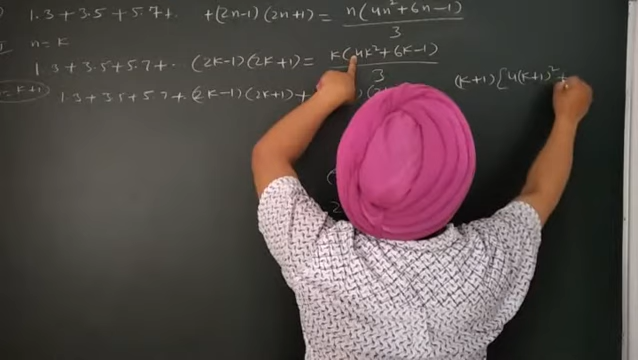 1.3+3.5+5.7+.. +(2n-1)(2n+1) = n(4n²+6n-1)/3
n=k
1.3+3.5+5.7+.. (2k-1)(2k+1) = k(4k²+6k-1)/3
=k+1
1.3+3.5+5.7+.(2k-1)(2k+1)+
(k+1)[4(k+1)²+